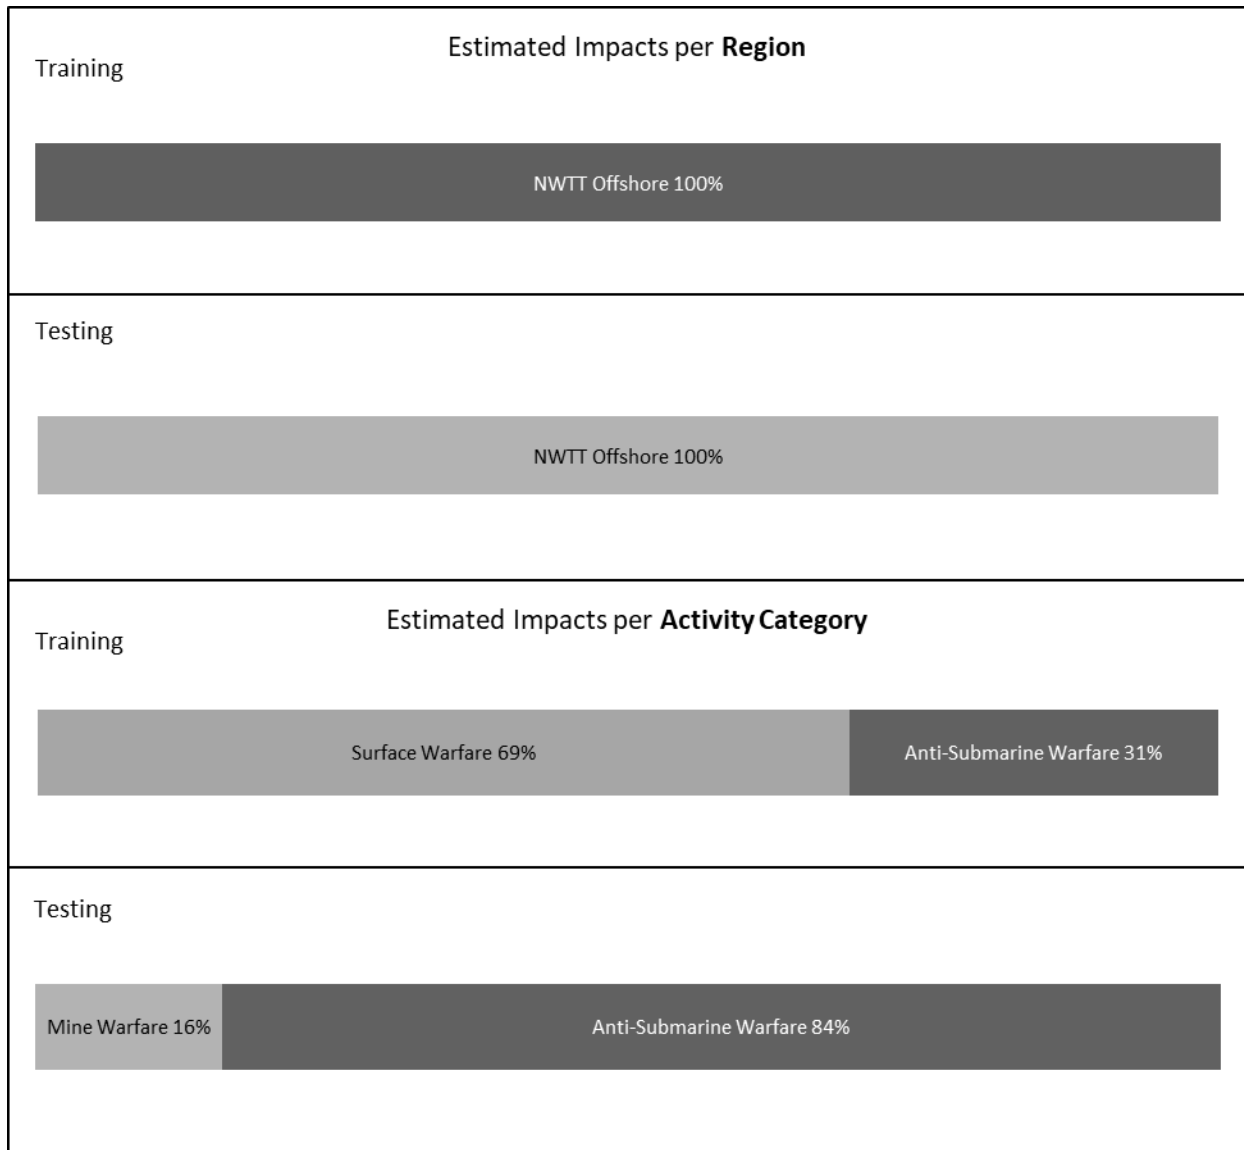 Estimated Impacts per Region
Training
NWTT Offshore 100%
Testing
NWTT Offshore 100%
Estimated Impacts per Activity Category
Training
Surface Warfare 69%
Anti-Submarine Warfare 31%
Testing
Mine Warfare 16%
Anti-Submarine Warfare 84%